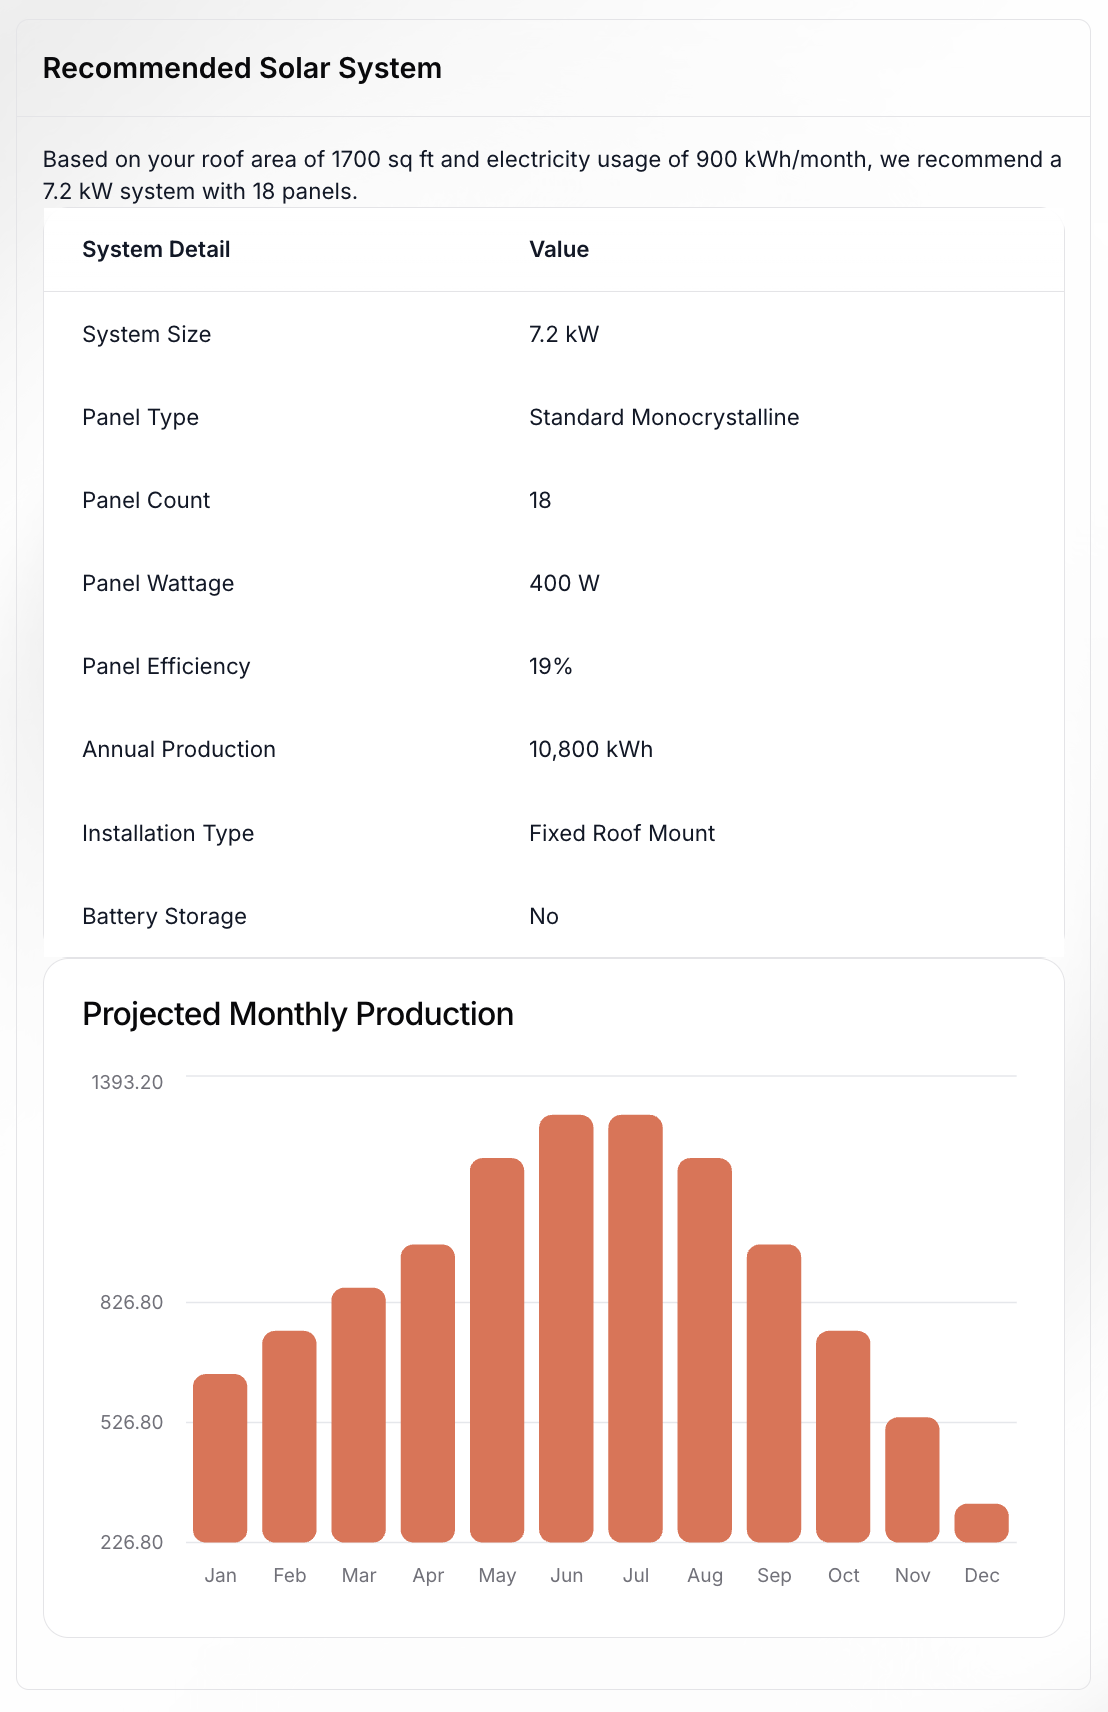 Recommended Solar System
Based on your roof area of 1700 sq ft and electricity usage of 900 kWh/month, we recommend a
7.2 kW system with 18 panels.
System Detail Value
System Size 7.2 kW
Panel Type Standard Monocrystalline
Panel Count 18
Panel Wattage 400 W
Panel Efficiency 19%
Annual Production 10,800 kWh
Installation Type Fixed Roof Mount
Battery Storage No
Projected Monthly Production
1393.20
826.80
526.80
226.80
Jan Feb Mar Apr May Jun Jul Aug Sep Oct Nov Dec